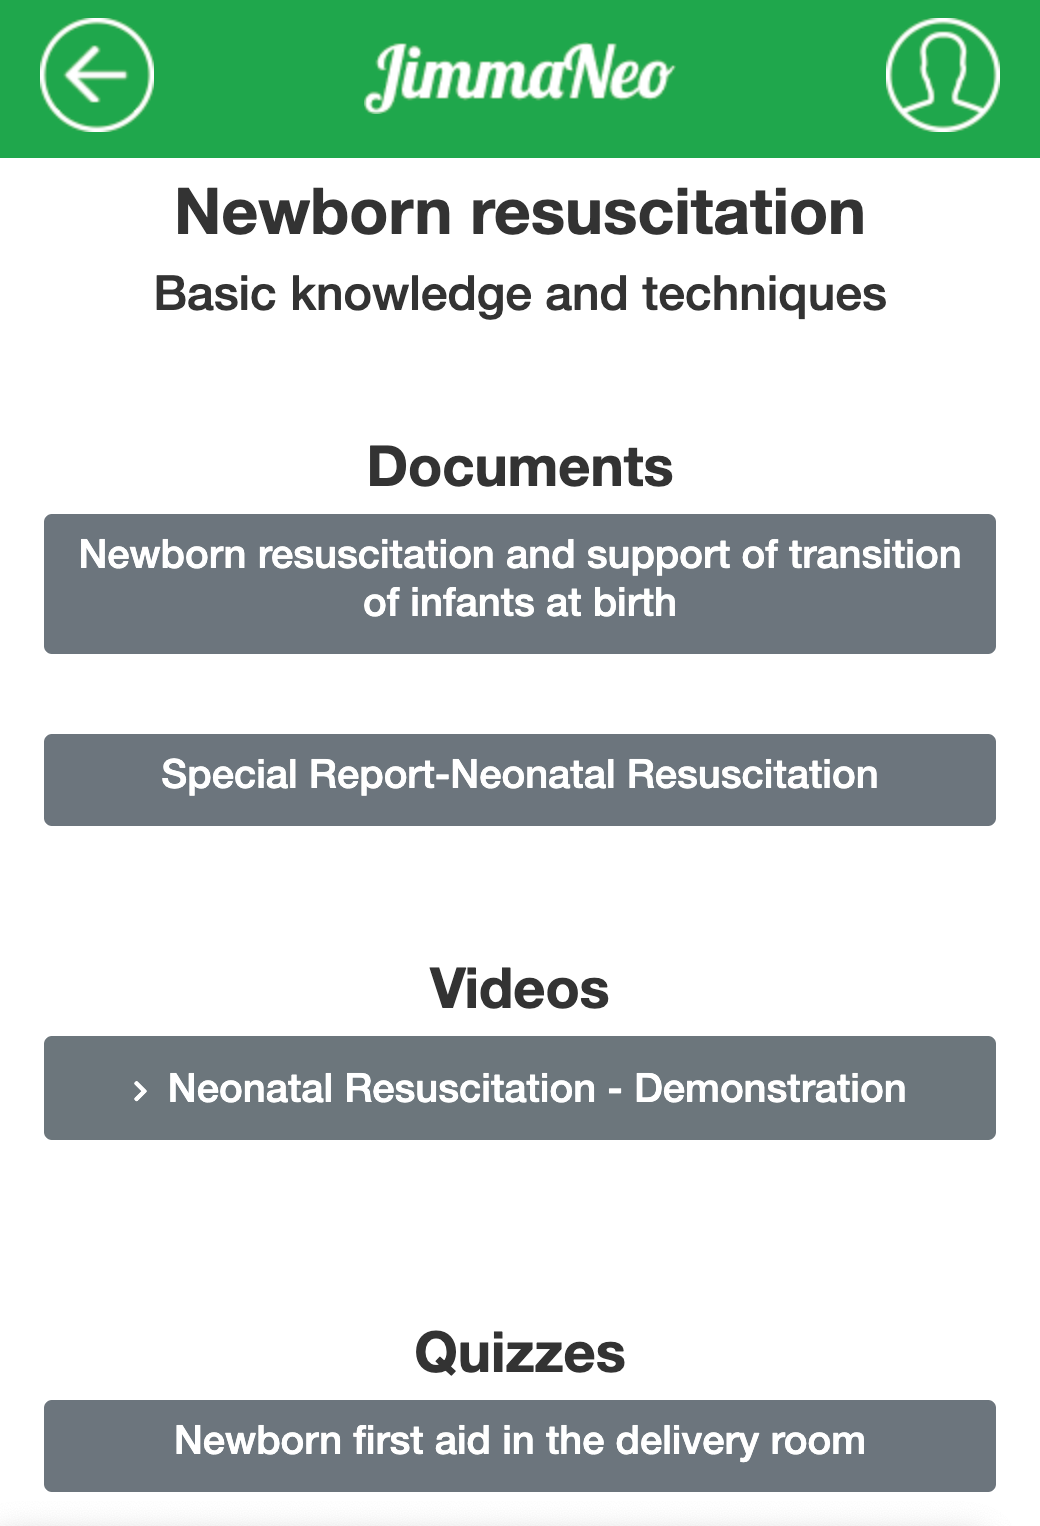 JimmaNeo
Newborn resuscitation
Basic knowledge and techniques
Documents
Newborn resuscitation and support of transition
of infants at birth
Special Report-Neonatal Resuscitation
Videos
› Neonatal Resuscitation - Demonstration
Quizzes
Newborn first aid in the delivery room